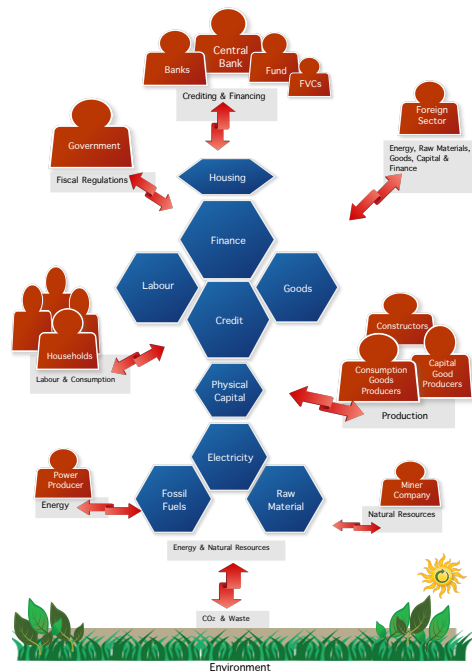 Central
Bank
Banks
Fund
FVCs
Crediting & Financing
Foreign
Sector
Government
Energy, Raw Materials,
Goods, Capital &
Finance
Fiscal Regulations
Housing
Finance
Labour
Goods
Credit
Constructors
Households
Consumption
Goods
Producers
Capital
Good
Producers
Labour & Consumption
Physical
Capital
Production
Electricity
Power
Producer
Miner
Company
Fossil
Fuels
Raw
Material
Energy
Natural Resources
Energy & Natural Resources
CO₂ & Waste
Environment